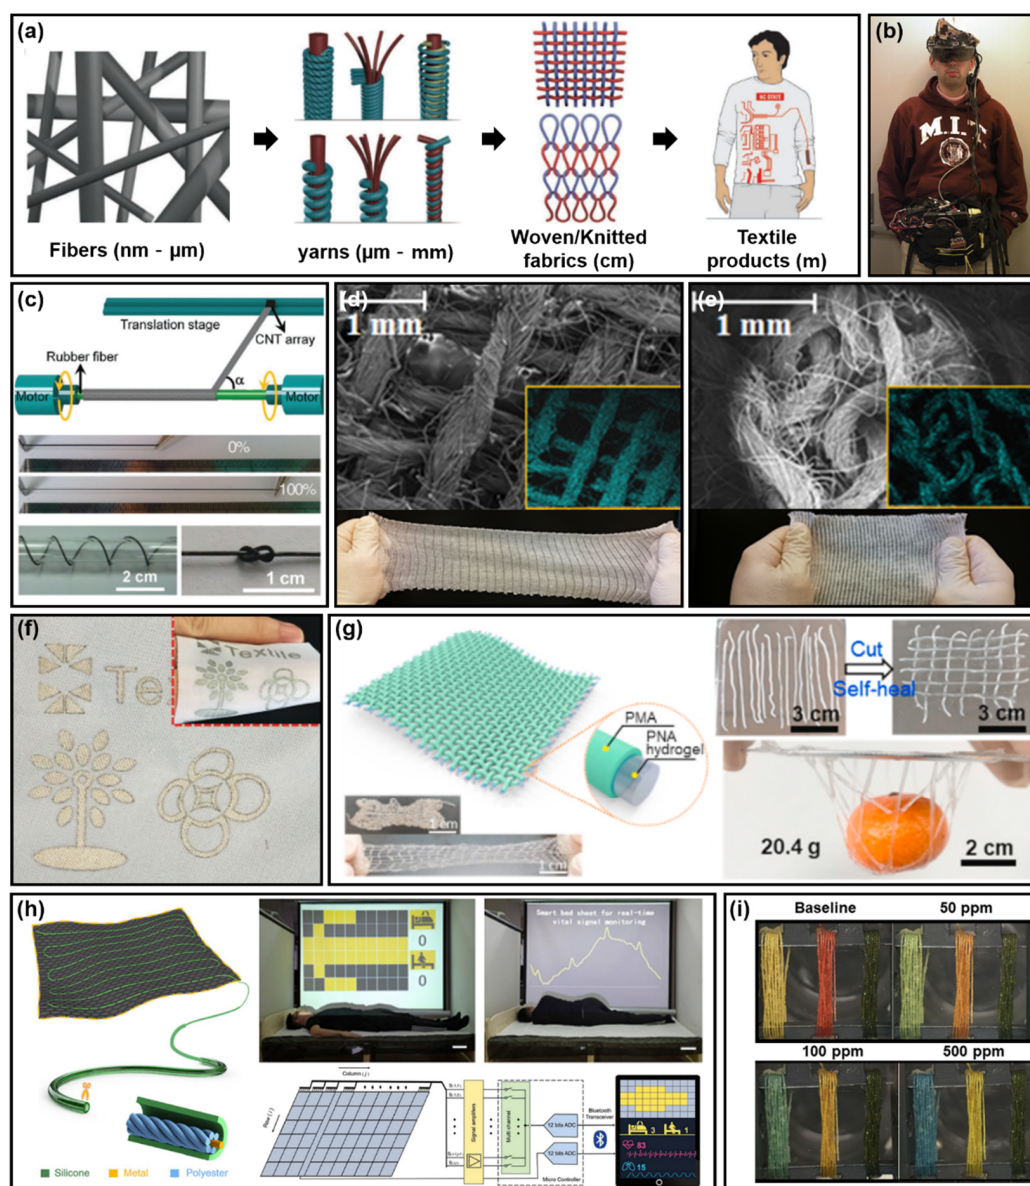 (a)
NC STATE
Fibers (nm - µm)
yarns (µm - mm)
Woven/Knitted
fabrics (cm)
Textile
products (m)
(b)
M.I.T
(c)
Translation stage
CNT array
Rubber fiber
α
Motor
Motor
0%
100%
2 cm
1 cm
(d)
1 mm
(e)
1 mm
(f)
Te
TeXtile
(g)
PMA
PNA
hydrogel
1 cm
1 cm
Cut
Self-heal
3 cm
3 cm
20.4 g
2 cm
(h)
Silicone
Metal
Polyester
0
0
Smart bed sheet for real-time
vital signal monitoring
Column (j)
Row (i)
Signal amplifiers
Multi channel
12 bits ADC
12 bits ADC
Micro Controller
Bluetooth
Transceiver
3
1
83
15
(i)
Baseline
50 ppm
100 ppm
500 ppm